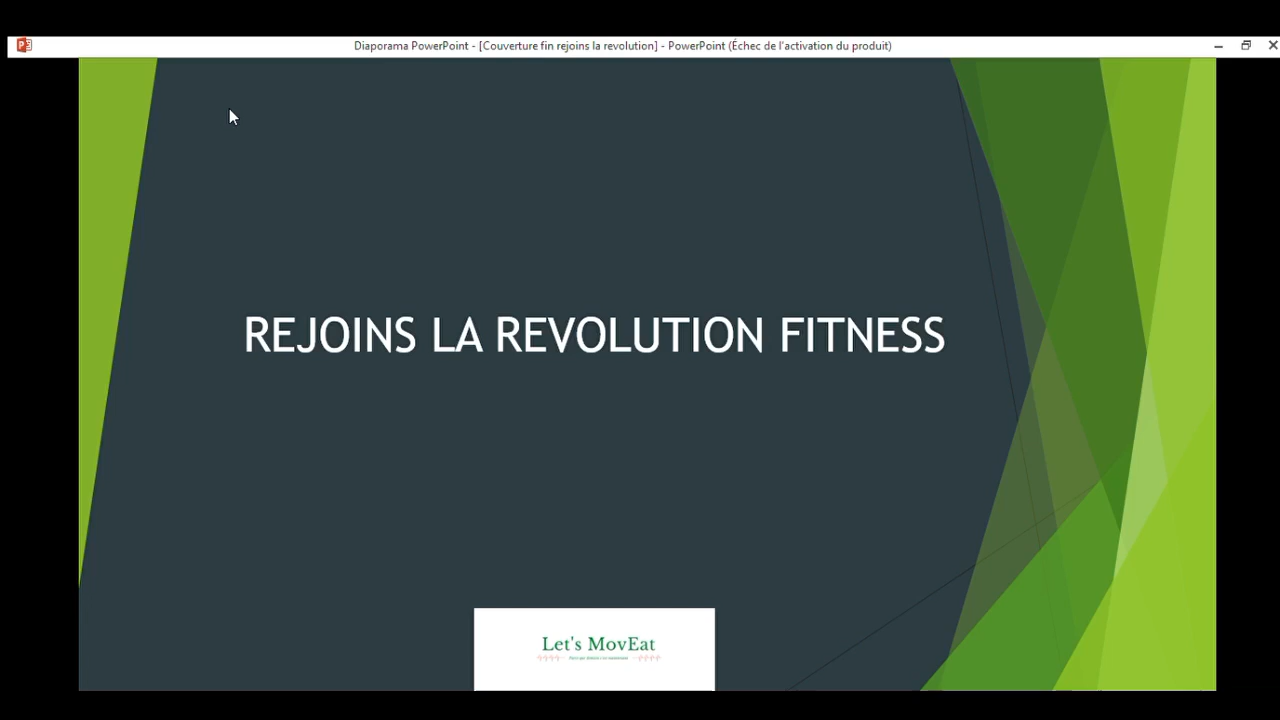 Diaporama PowerPoint - [Couverture fin rejoins la revolution] - PowerPoint (Échec de l'activation du produit)
REJOINS LA REVOLUTION FITNESS
Let's MovEat